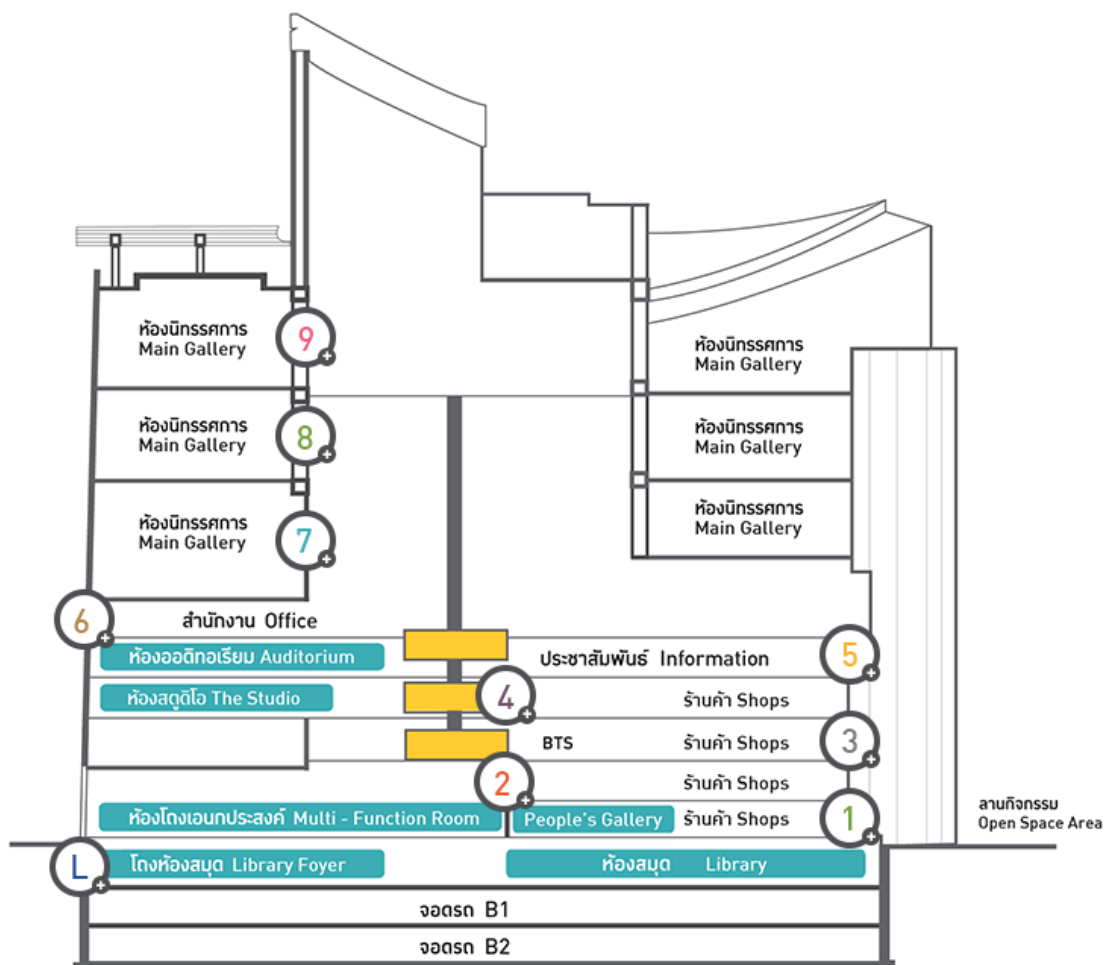 ห้องนิทรรศการ
Main Gallery
9
ห้องนิทรรศการ
Main Gallery
ห้องนิทรรศการ
Main Gallery
8
ห้องนิทรรศการ
Main Gallery
ห้องนิทรรศการ
Main Gallery
7
ห้องนิทรรศการ
Main Gallery
6
สำนักงาน Office
ห้องออดิทอเรียม Auditorium
ประชาสัมพันธ์ Information
5
ห้องสตูดิโอ The Studio
4
ร้านค้า Shops
BTS
ร้านค้า Shops
3
2
ร้านค้า Shops
ห้องโถงเอนกประสงค์ Multi - Function Room
People's Gallery
ร้านค้า Shops
1
ลานกิจกรรม
Open Space Area
L
โถงห้องสมุด Library Foyer
ห้องสมุด Library
จอดรถ B1
จอดรถ B2